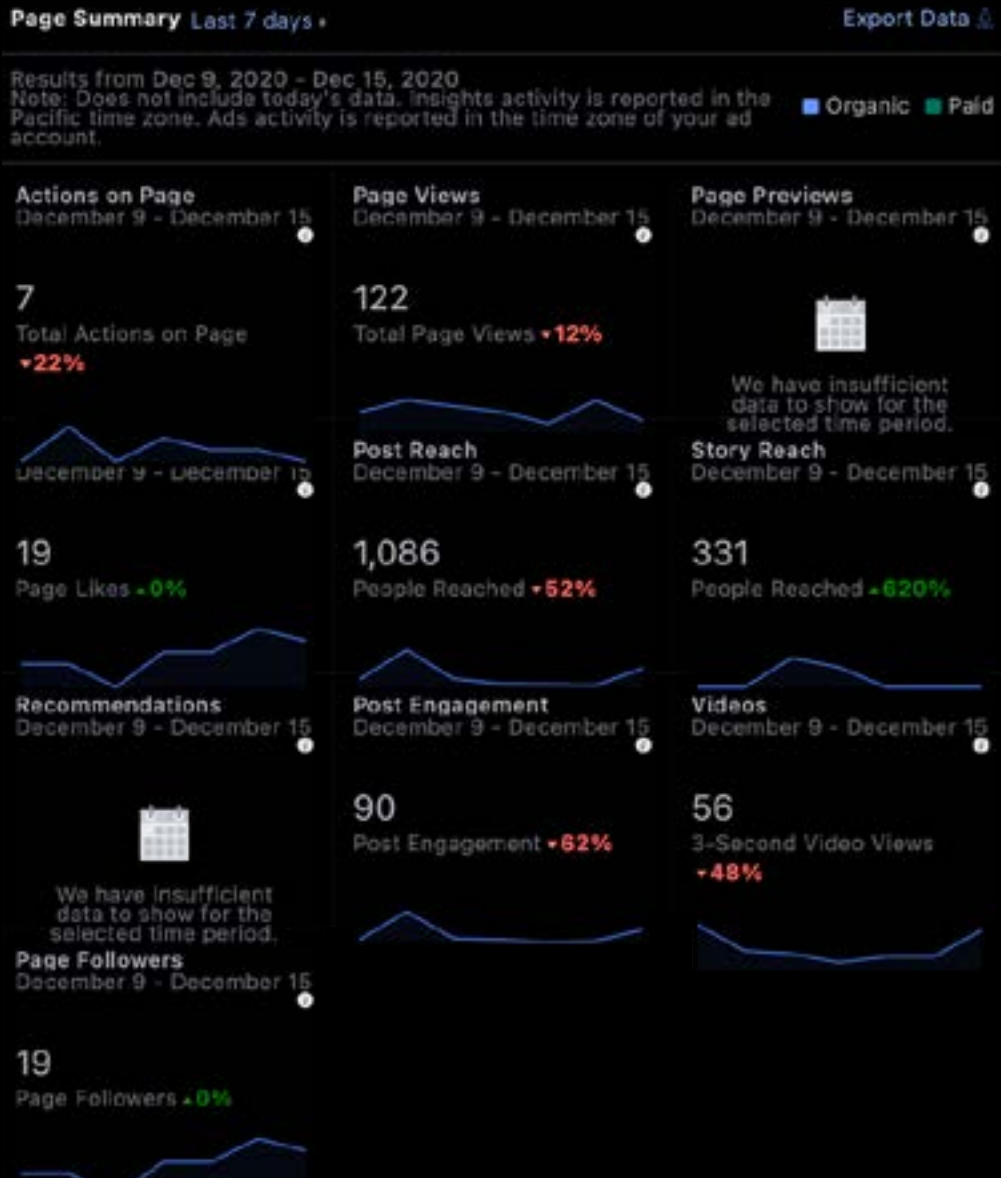 Page Summary Last 7 days
Export Data
Results from Dec 9, 2020 - Dec 15, 2020
Note: Does not include today's data. Insights activity is reported in the
Pacific time zone. Ads activity is reported in the time zone of your ad
account.
Organic Paid
Actions on Page
December 9 - December 15
7
Total Actions on Page
▾22%
Page Views
December 9 - December 15
122
Total Page Views ▾12%
Page Previews
December 9 - December 15
We have insufficient
data to show for the
selected time period.
December 9 - December 15
19
Page Likes ▴0%
Post Reach
December 9 - December 15
1,086
People Reached ▾52%
Story Reach
December 9 - December 15
331
People Reached ▴620%
Recommendations
December 9 - December 15
We have insufficient
data to show for the
selected time period.
Post Engagement
December 9 - December 15
90
Post Engagement ▾62%
Videos
December 9 - December 15
56
3-Second Video Views
▾48%
Page Followers
December 9 - December 15
19
Page Followers ▴0%